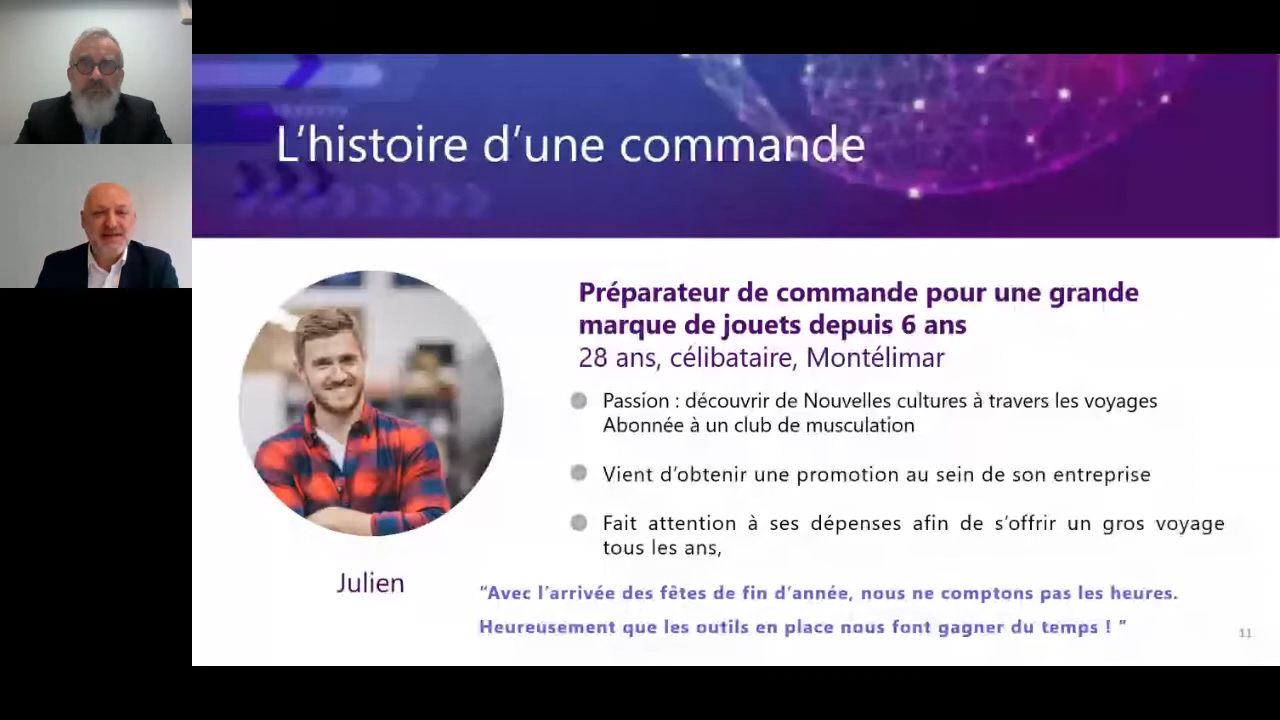 L’histoire d’une commande
Préparateur de commande pour une grande
marque de jouets depuis 6 ans
28 ans, célibataire, Montélimar
Passion : découvrir de Nouvelles cultures à travers les voyages
Abonnée à un club de musculation
Vient d’obtenir une promotion au sein de son entreprise
Fait attention à ses dépenses afin de s’offrir un gros voyage
tous les ans,
Julien
“Avec l’arrivée des fêtes de fin d’année, nous ne comptons pas les heures.
Heureusement que les outils en place nous font gagner du temps ! ”
11